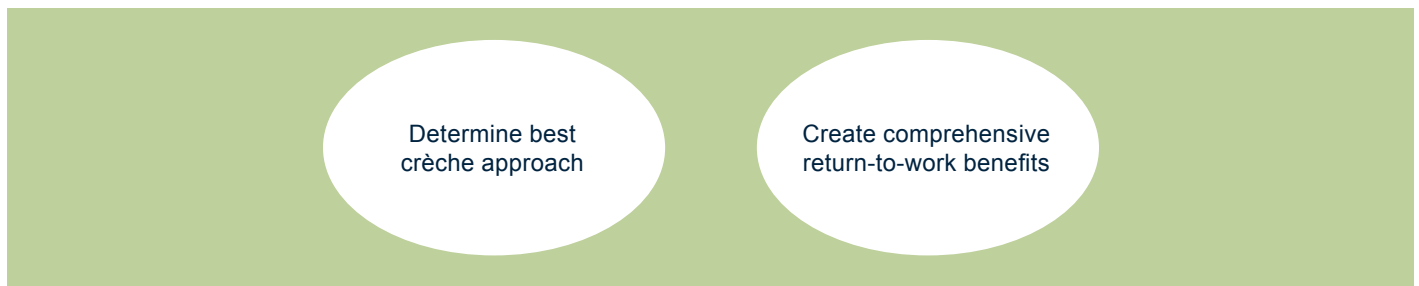 Determine best
crèche approach
Create comprehensive
return-to-work benefits